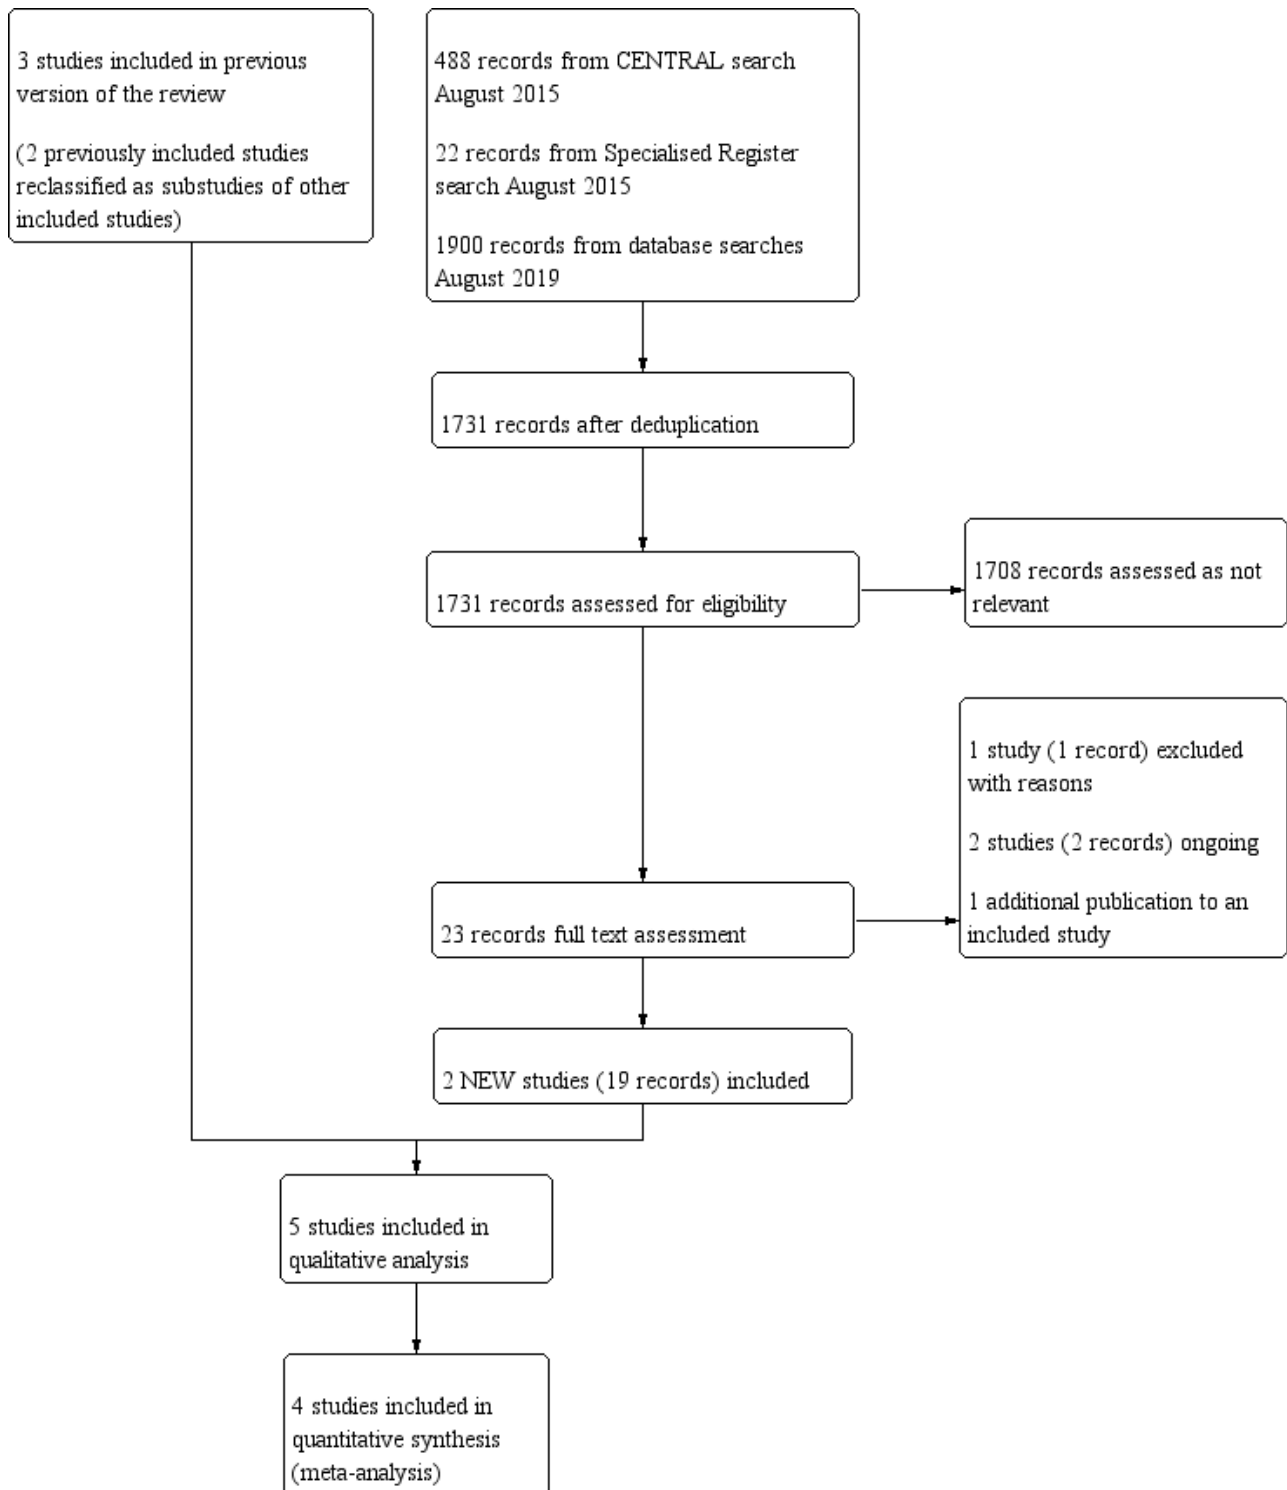 3 studies included in previous
version of the review
(2 previously included studies
reclassified as substudies of other
included studies)
488 records from CENTRAL search
August 2015
22 records from Specialised Register
search August 2015
1900 records from database searches
August 2019
1731 records after deduplication
1731 records assessed for eligibility
1708 records assessed as not
relevant
23 records full text assessment
1 study (1 record) excluded
with reasons
2 studies (2 records) ongoing
1 additional publication to an
included study
2 NEW studies (19 records) included
5 studies included in
qualitative analysis
4 studies included in
quantitative synthesis
(meta-analysis)